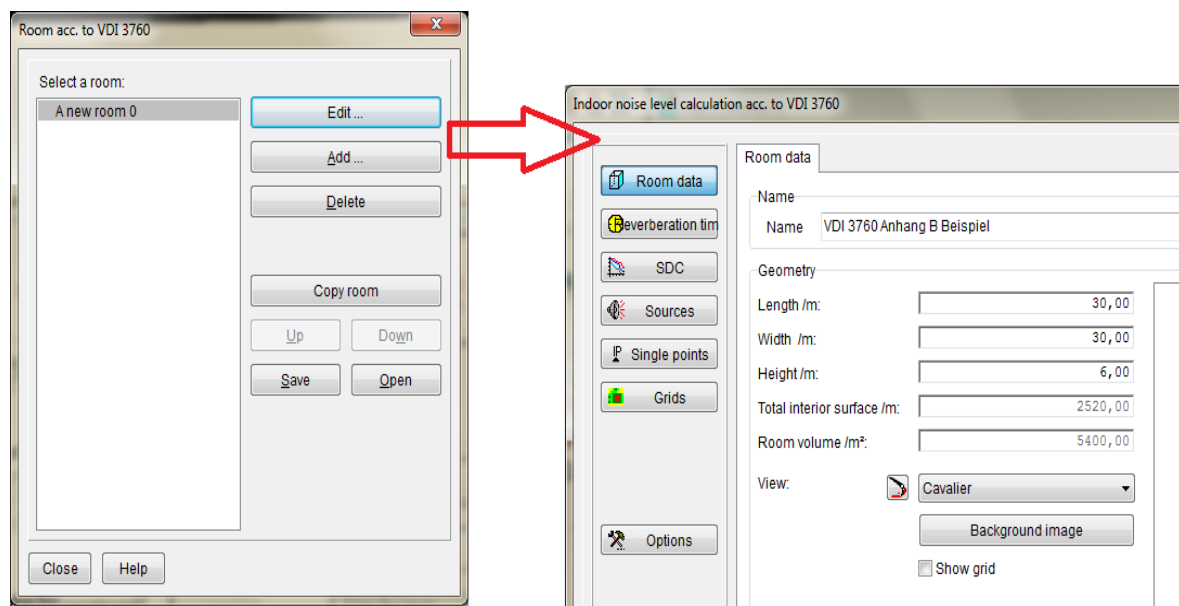 Room acc. to VDI 3760
X
Select a room:
A new room 0
Edit ...
Add ...
Delete
Copy room
Up
Down
Save
Open
Close
Help
Indoor noise level calculation acc. to VDI 3760
Room data
Reverberation tim
SDC
Sources
IP Single points
Grids
Options
Room data
Name
Name VDI 3760 Anhang B Beispiel
Geometry
Length /m: 30,00
Width /m: 30,00
Height /m: 6,00
Total interior surface /m: 2520,00
Room volume /m²: 5400,00
View: Cavalier
Background image
Show grid